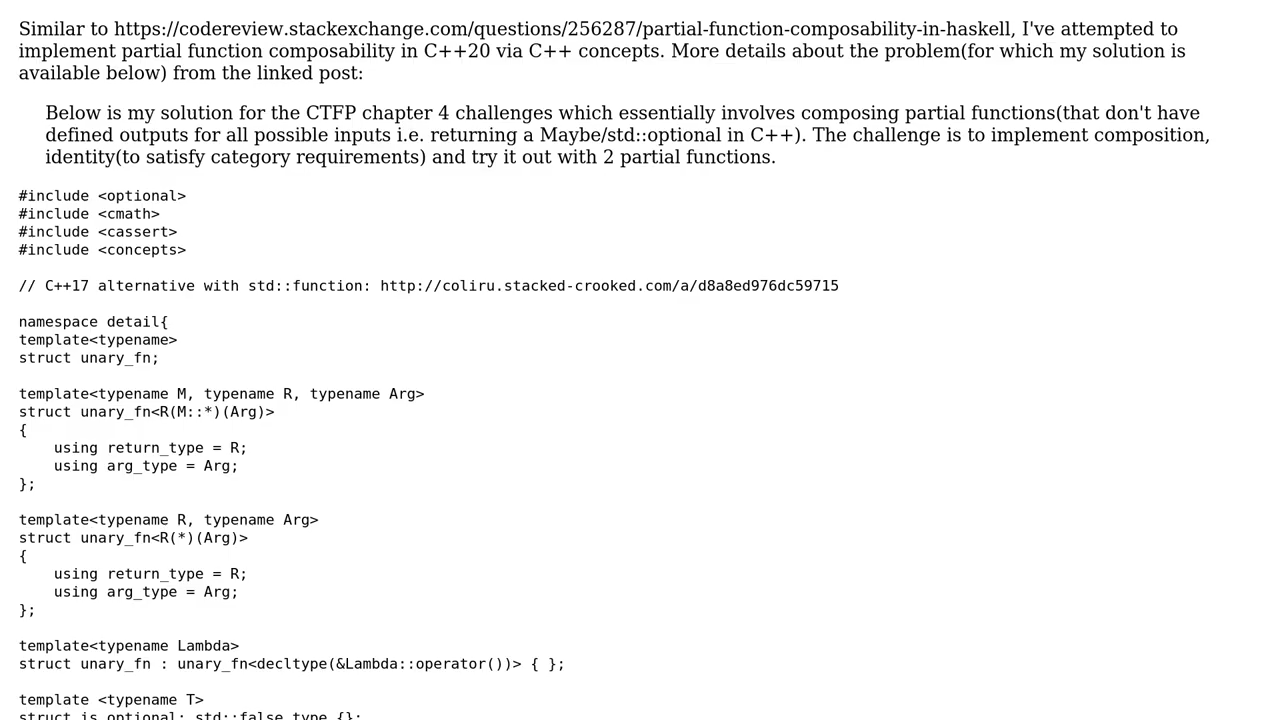 Similar to https://codereview.stackexchange.com/questions/256287/partial-function-composability-in-haskell, I've attempted to
implement partial function composability in C++20 via C++ concepts. More details about the problem(for which my solution is
available below) from the linked post:
Below is my solution for the CTFP chapter 4 challenges which essentially involves composing partial functions(that don't have
defined outputs for all possible inputs i.e. returning a Maybe/std::optional in C++). The challenge is to implement composition,
identity(to satisfy category requirements) and try it out with 2 partial functions.
#include <optional>
#include <cmath>
#include <cassert>
#include <concepts>
// C++17 alternative with std::function: http://coliru.stacked-crooked.com/a/d8a8ed976dc59715
namespace detail{
template<typename>
struct unary_fn;
template<typename M, typename R, typename Arg>
struct unary_fn<R(M::*)(Arg)>
{
    using return_type = R;
    using arg_type = Arg;
};
template<typename R, typename Arg>
struct unary_fn<R(*)(Arg)>
{
    using return_type = R;
    using arg_type = Arg;
};
template<typename Lambda>
struct unary_fn : unary_fn<decltype(&Lambda::operator())> { };
template <typename T>
struct is_optional: std::false_type {};